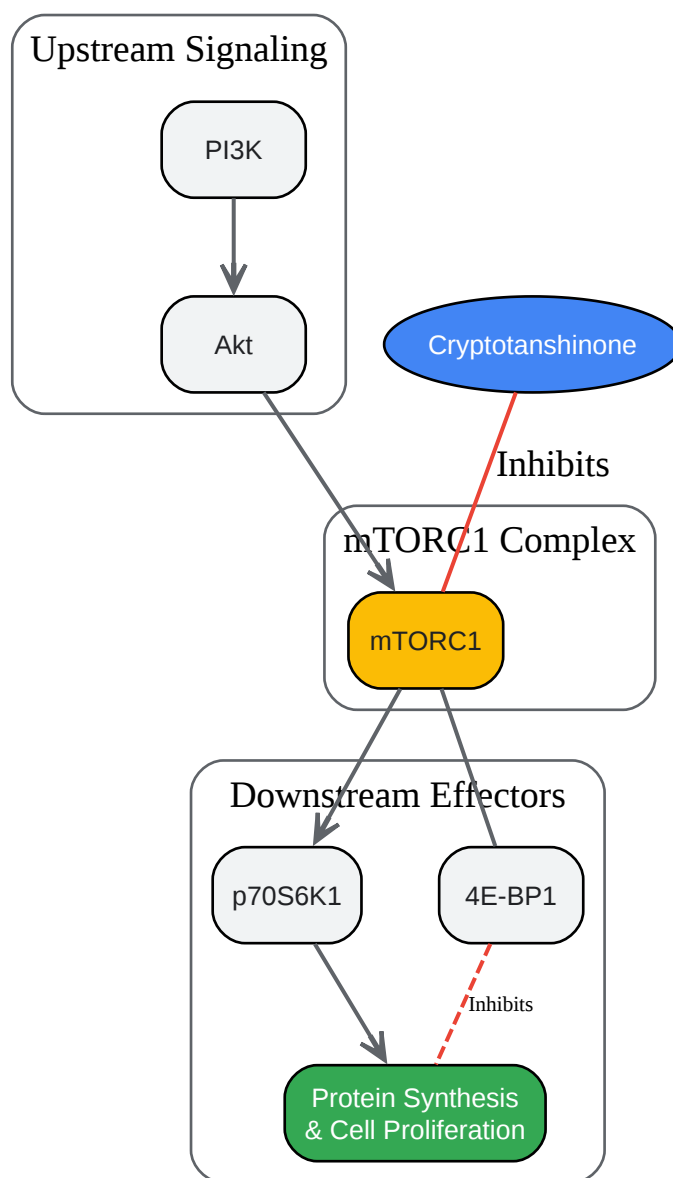 Upstream Signaling
PI3K
Akt
Cryptotanshinone
Inhibits
mTORC1 Complex
mTORC1
Downstream Effectors
p70S6K1
4E-BP1
Inhibits
Protein Synthesis
& Cell Proliferation